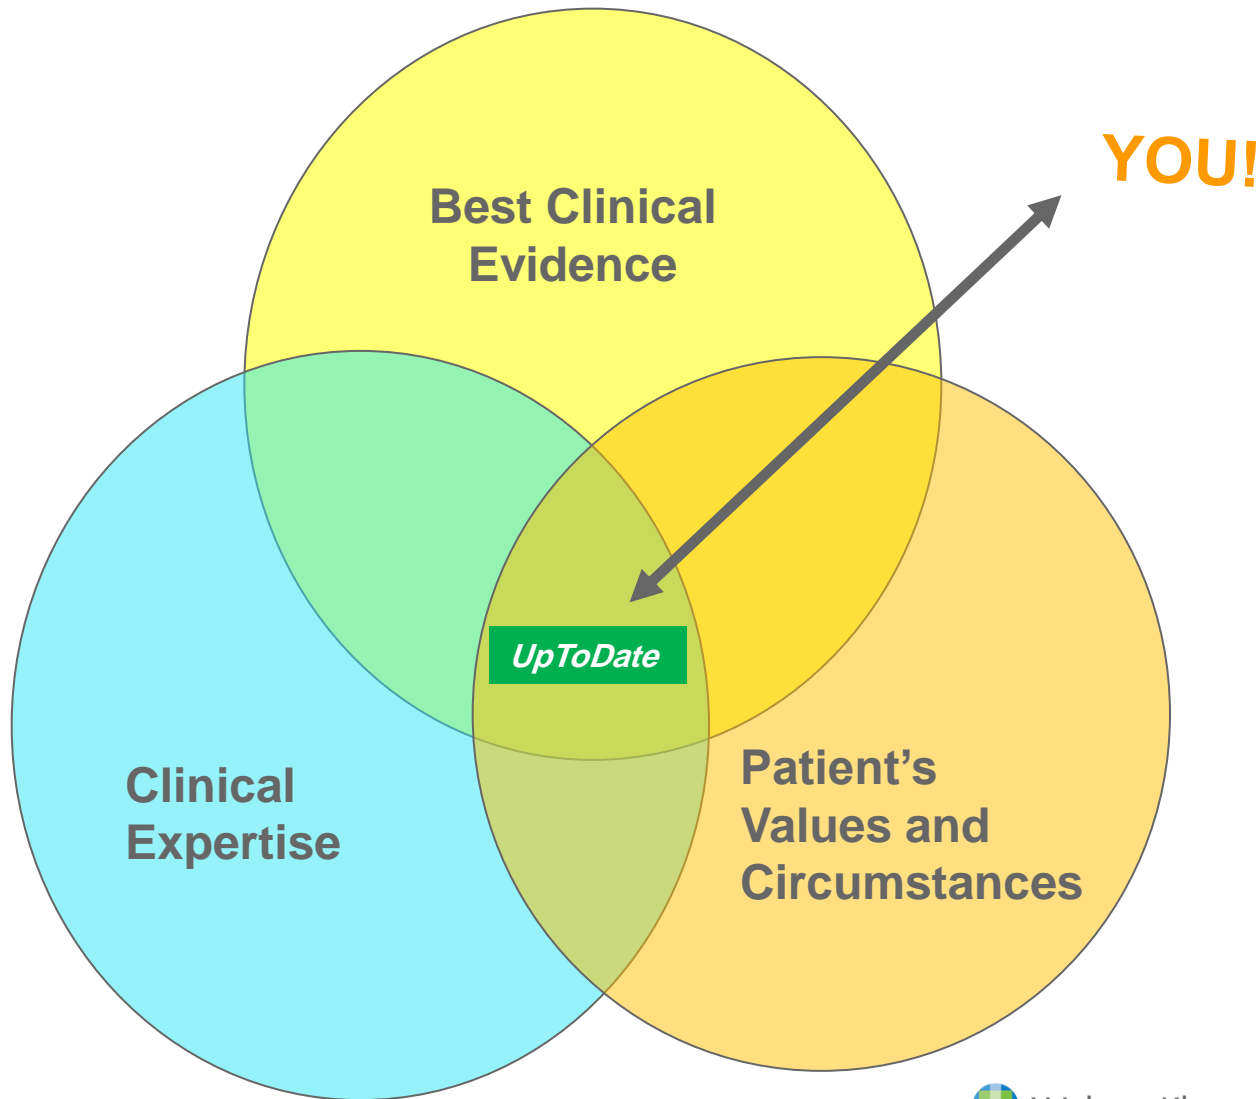 YOU!
Best Clinical
Evidence
UpToDate
Clinical
Expertise
Patient's
Values and
Circumstances